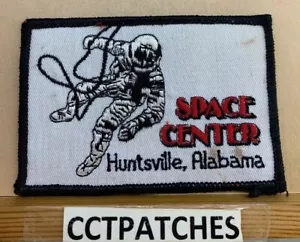 SPACE
CENTER
Huntsville, Alabama
CCTPATCHES